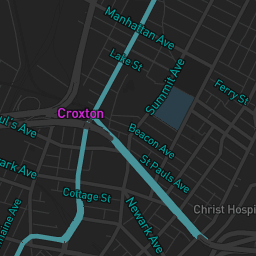 Manhattan Ave
Lake St
Summit Ave
Ferry St
Croxton
Beacon Ave
St Pauls Ave
Cottage St
Newark Ave
Christ Hospi